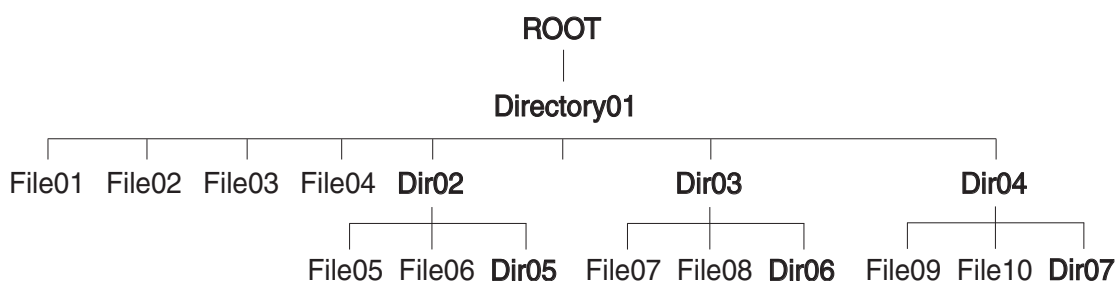 ROOT
Directory01
File01 File02 File03 File04 Dir02 Dir03 Dir04
File05 File06 Dir05 File07 File08 Dir06 File09 File10 Dir07